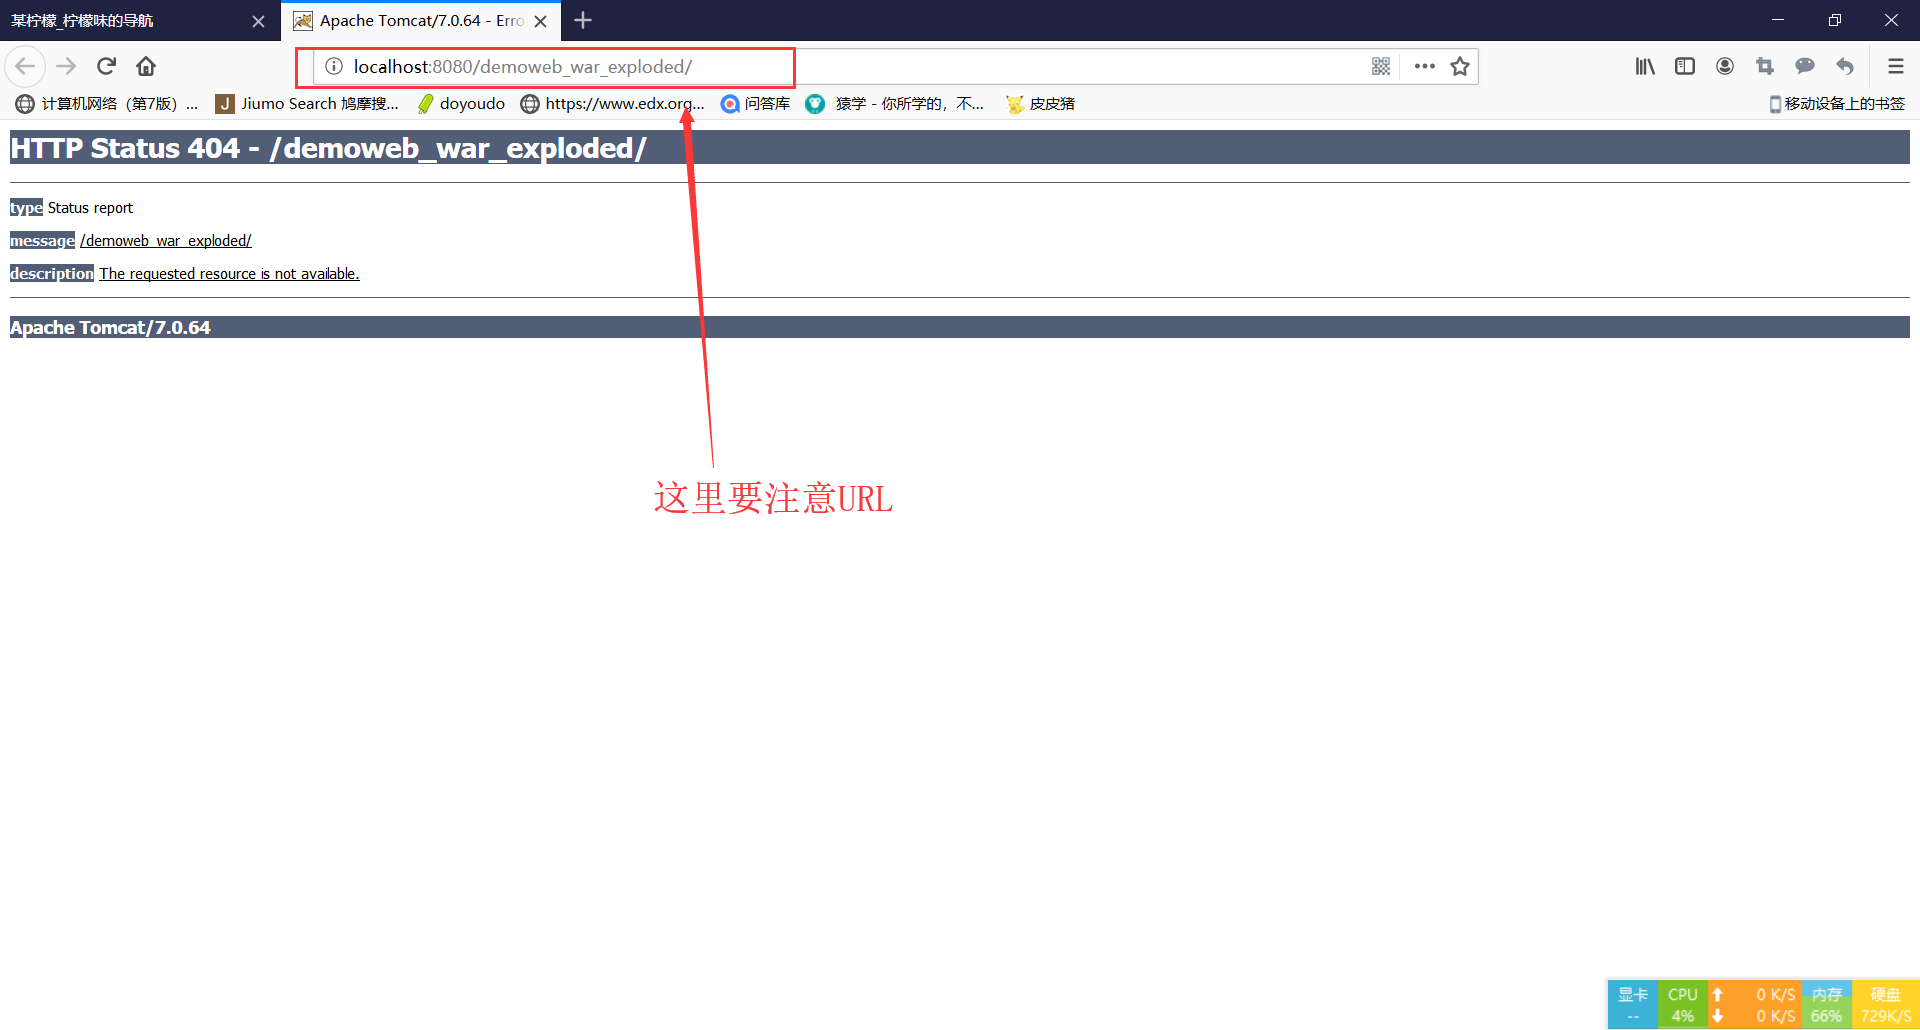 某柠檬_柠檬味的导航
Apache Tomcat/7.0.64 - Erro
localhost:8080/demoweb_war_exploded/
计算机网络（第7版）...
J Jiumo Search 鸠摩搜...
doyoudo
https://www.edx.org...
问答库
猿学 - 你所学的，不...
皮皮猪
移动设备上的书签
HTTP Status 404 - /demoweb_war_exploded/
type Status report
message /demoweb_war_exploded/
description The requested resource is not available.
Apache Tomcat/7.0.64
这里要注意URL
显卡 CPU 0 K/S 内存 硬盘
-- 4% 0 K/S 66% 729K/S